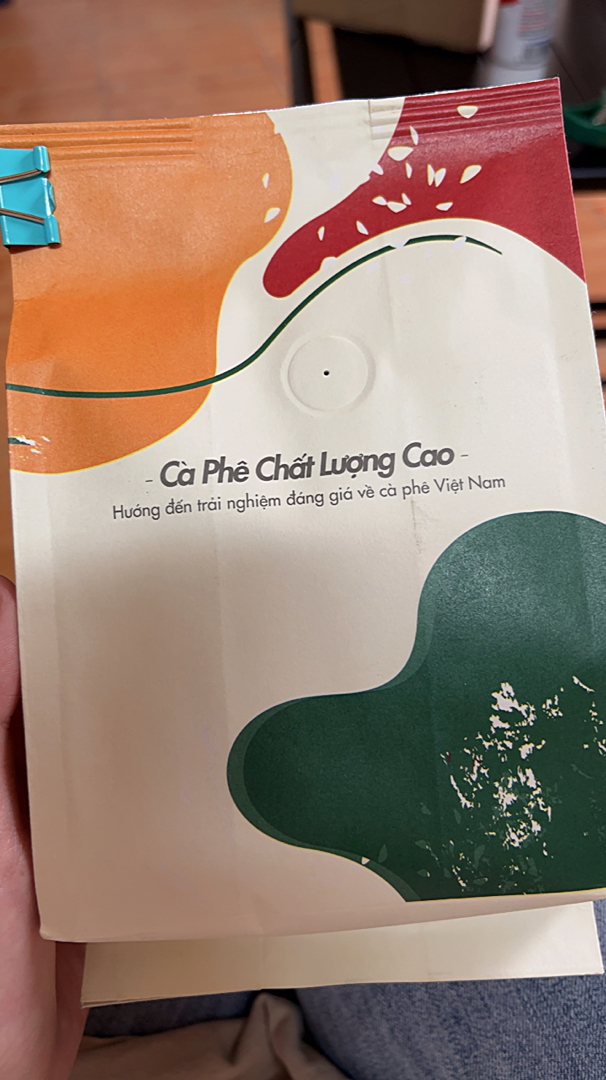 - Cà Phê Chất Lượng Cao -
Hướng đến trải nghiệm đáng giá về cà phê Việt Nam